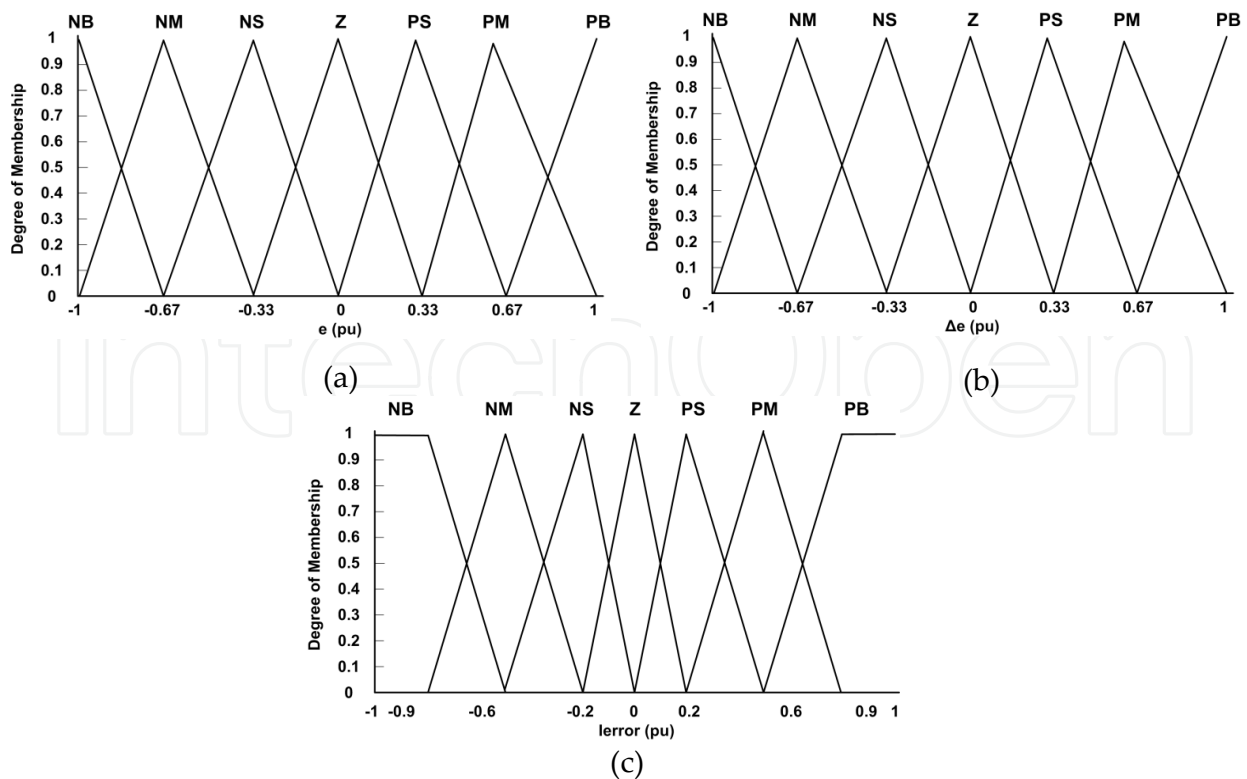 NB NM NS Z PS PM PB
1
0.9
0.8
0.7
0.6
0.5
0.4
0.3
0.2
0.1
0
Degree of Membership
-1 -0.67 -0.33 0 0.33 0.67 1
e (pu)
(a)
NB NM NS Z PS PM PB
1
0.9
0.8
0.7
0.6
0.5
0.4
0.3
0.2
0.1
0
Degree of Membership
-1 -0.67 -0.33 0 0.33 0.67 1
Δe (pu)
(b)
IntechOpen
NB NM NS Z PS PM PB
1
0.9
0.8
0.7
0.6
0.5
0.4
0.3
0.2
0.1
0
Degree of Membership
-1 -0.9 -0.6 -0.2 0 0.2 0.6 0.9 1
Ierror (pu)
(c)